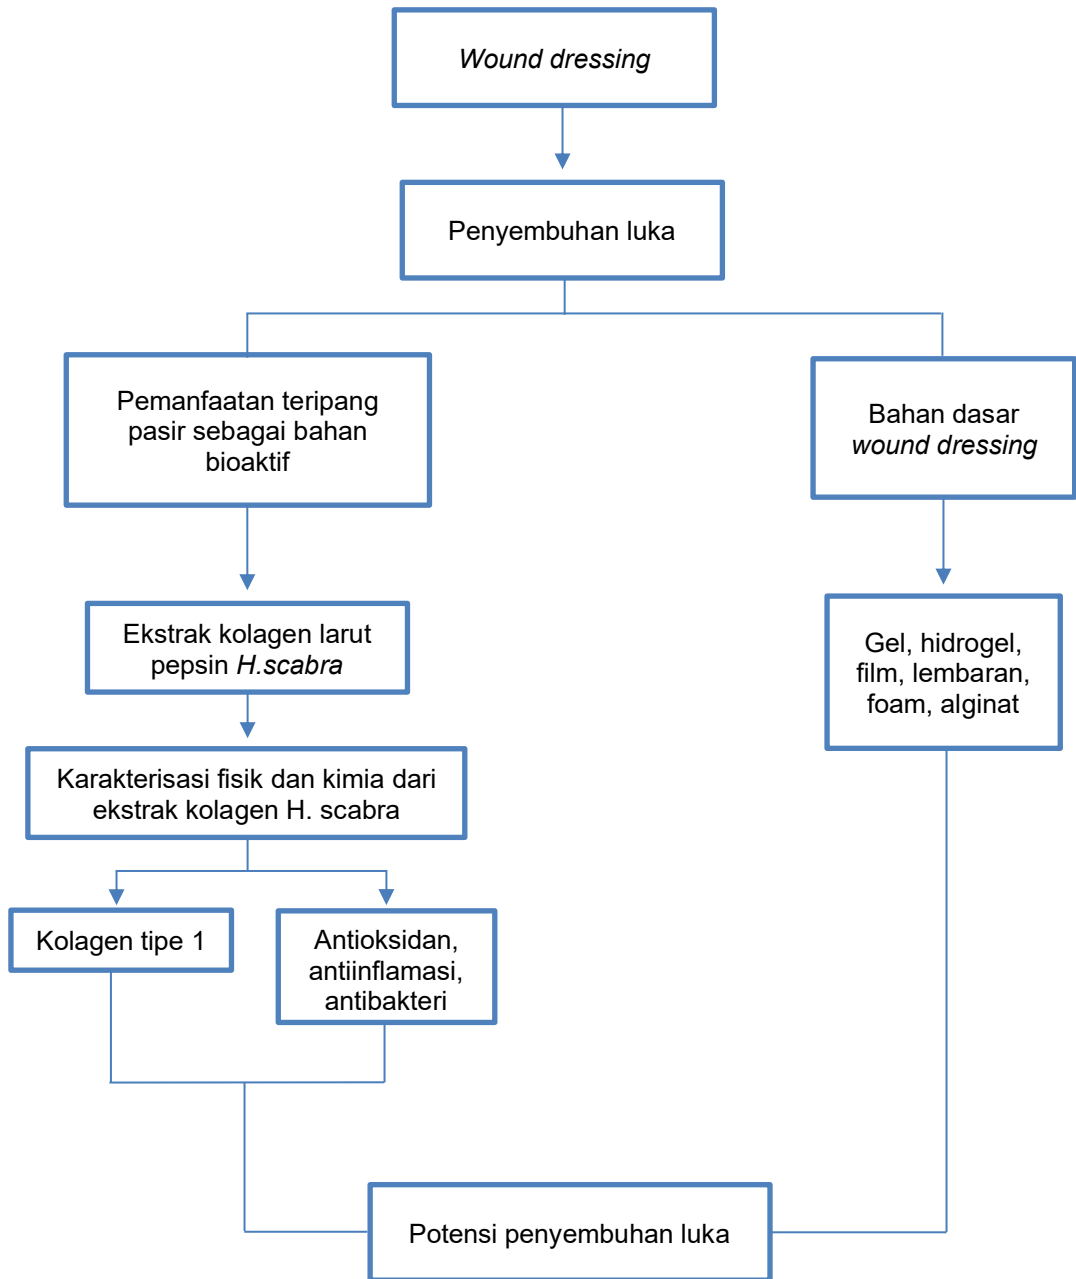 Wound dressing
Penyembuhan luka
Pemanfaatan teripang
pasir sebagai bahan
bioaktif
Bahan dasar
wound dressing
Ekstrak kolagen larut
pepsin H.scabra
Gel, hidrogel,
film, lembaran,
foam, alginat
Karakterisasi fisik dan kimia dari
ekstrak kolagen H. scabra
Kolagen tipe 1
Antioksidan,
antiinflamasi,
antibakteri
Potensi penyembuhan luka